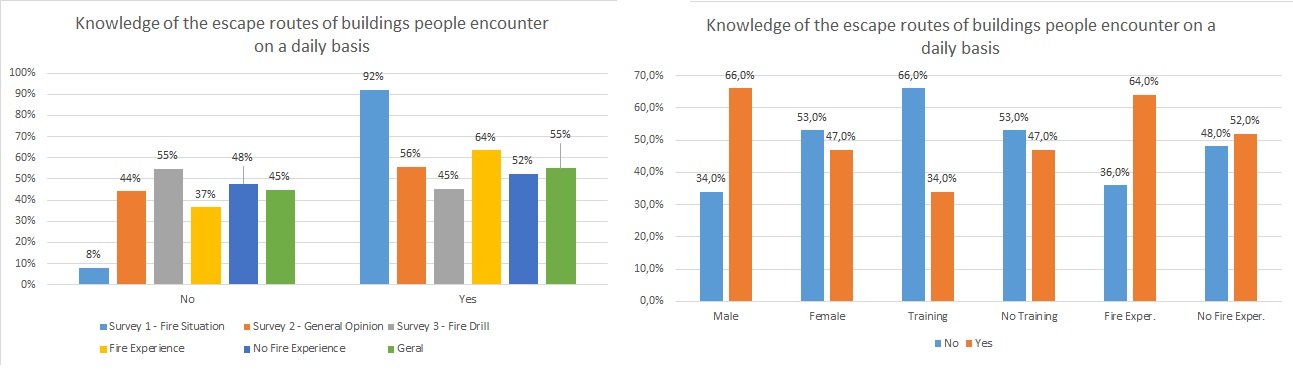 Knowledge of the escape routes of buildings people encounter
on a daily basis
100%
90%
80%
70%
60%
50%
40%
30%
20%
10%
0%
8%
44%
55%
37%
48%
45%
92%
56%
45%
64%
52%
55%
No
Yes
Survey 1 - Fire Situation
Survey 2 - General Opinion
Survey 3 - Fire Drill
Fire Experience
No Fire Experience
Geral
Knowledge of the escape routes of buildings people encounter on a
daily basis
70,0%
60,0%
50,0%
40,0%
30,0%
20,0%
10,0%
0,0%
34,0%
66,0%
53,0%
47,0%
66,0%
34,0%
53,0%
47,0%
36,0%
64,0%
48,0%
52,0%
Male
Female
Training
No Training
Fire Exper.
No Fire Exper.
No
Yes